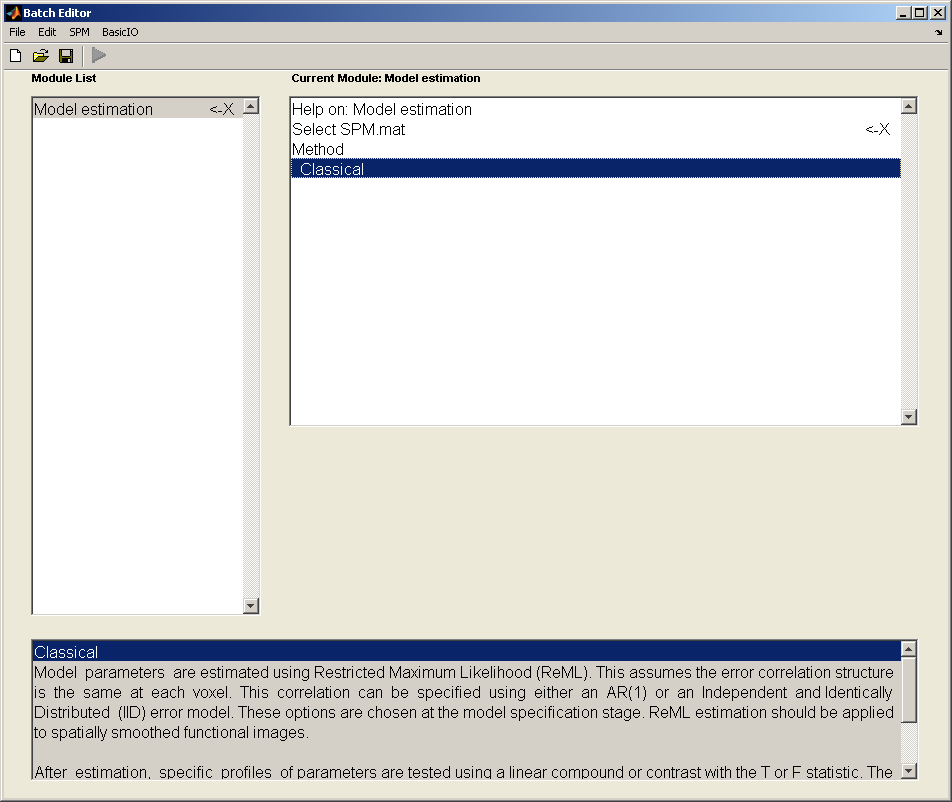 Batch Editor
File Edit SPM BasicIO
Module List
Current Module: Model estimation
Model estimation <-X
Help on: Model estimation
Select SPM.mat <-X
Method
Classical
Classical
Model parameters are estimated using Restricted Maximum Likelihood (ReML). This assumes the error correlation structure
is the same at each voxel. This correlation can be specified using either an AR(1) or an Independent and Identically
Distributed (IID) error model. These options are chosen at the model specification stage. ReML estimation should be applied
to spatially smoothed functional images.
After estimation, specific profiles of parameters are tested using a linear compound or contrast with the T or F statistic. The